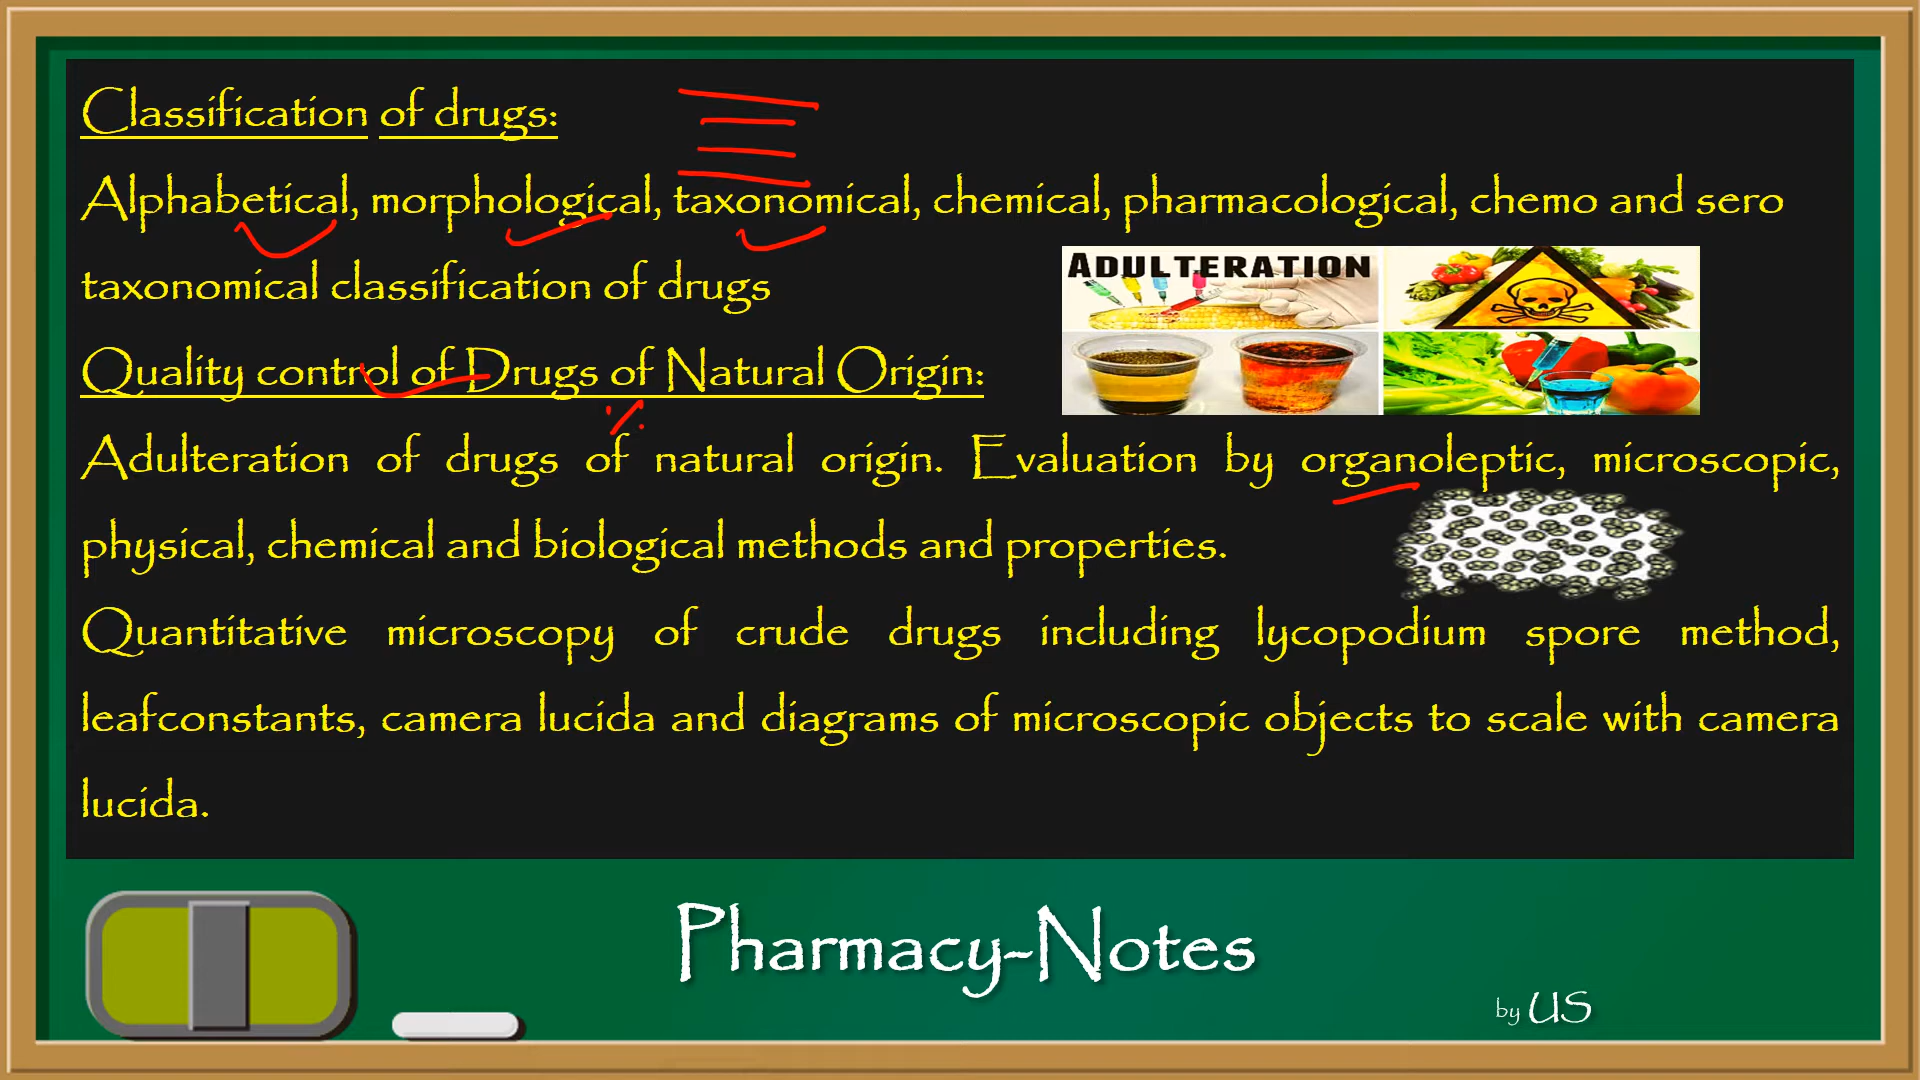 Classification of drugs:
Alphabetical, morphological, taxonomical, chemical, pharmacological, chemo and sero
taxonomical classification of drugs
ADULTERATION
Quality control of Drugs of Natural Origin:
Adulteration of drugs of natural origin. Evaluation by organoleptic, microscopic,
physical, chemical and biological methods and properties.
Quantitative microscopy of crude drugs including lycopodium spore method,
leafconstants, camera lucida and diagrams of microscopic objects to scale with camera
lucida.
Pharmacy-Notes
by US